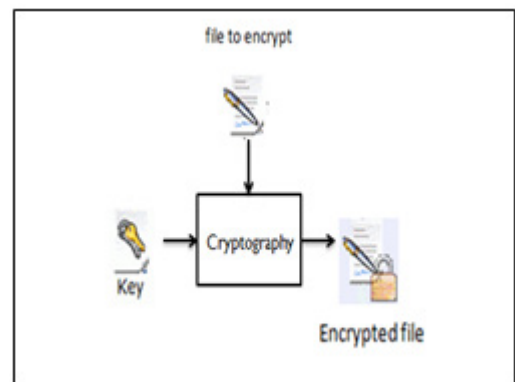 file to encrypt
Cryptography
Key
Encrypted file